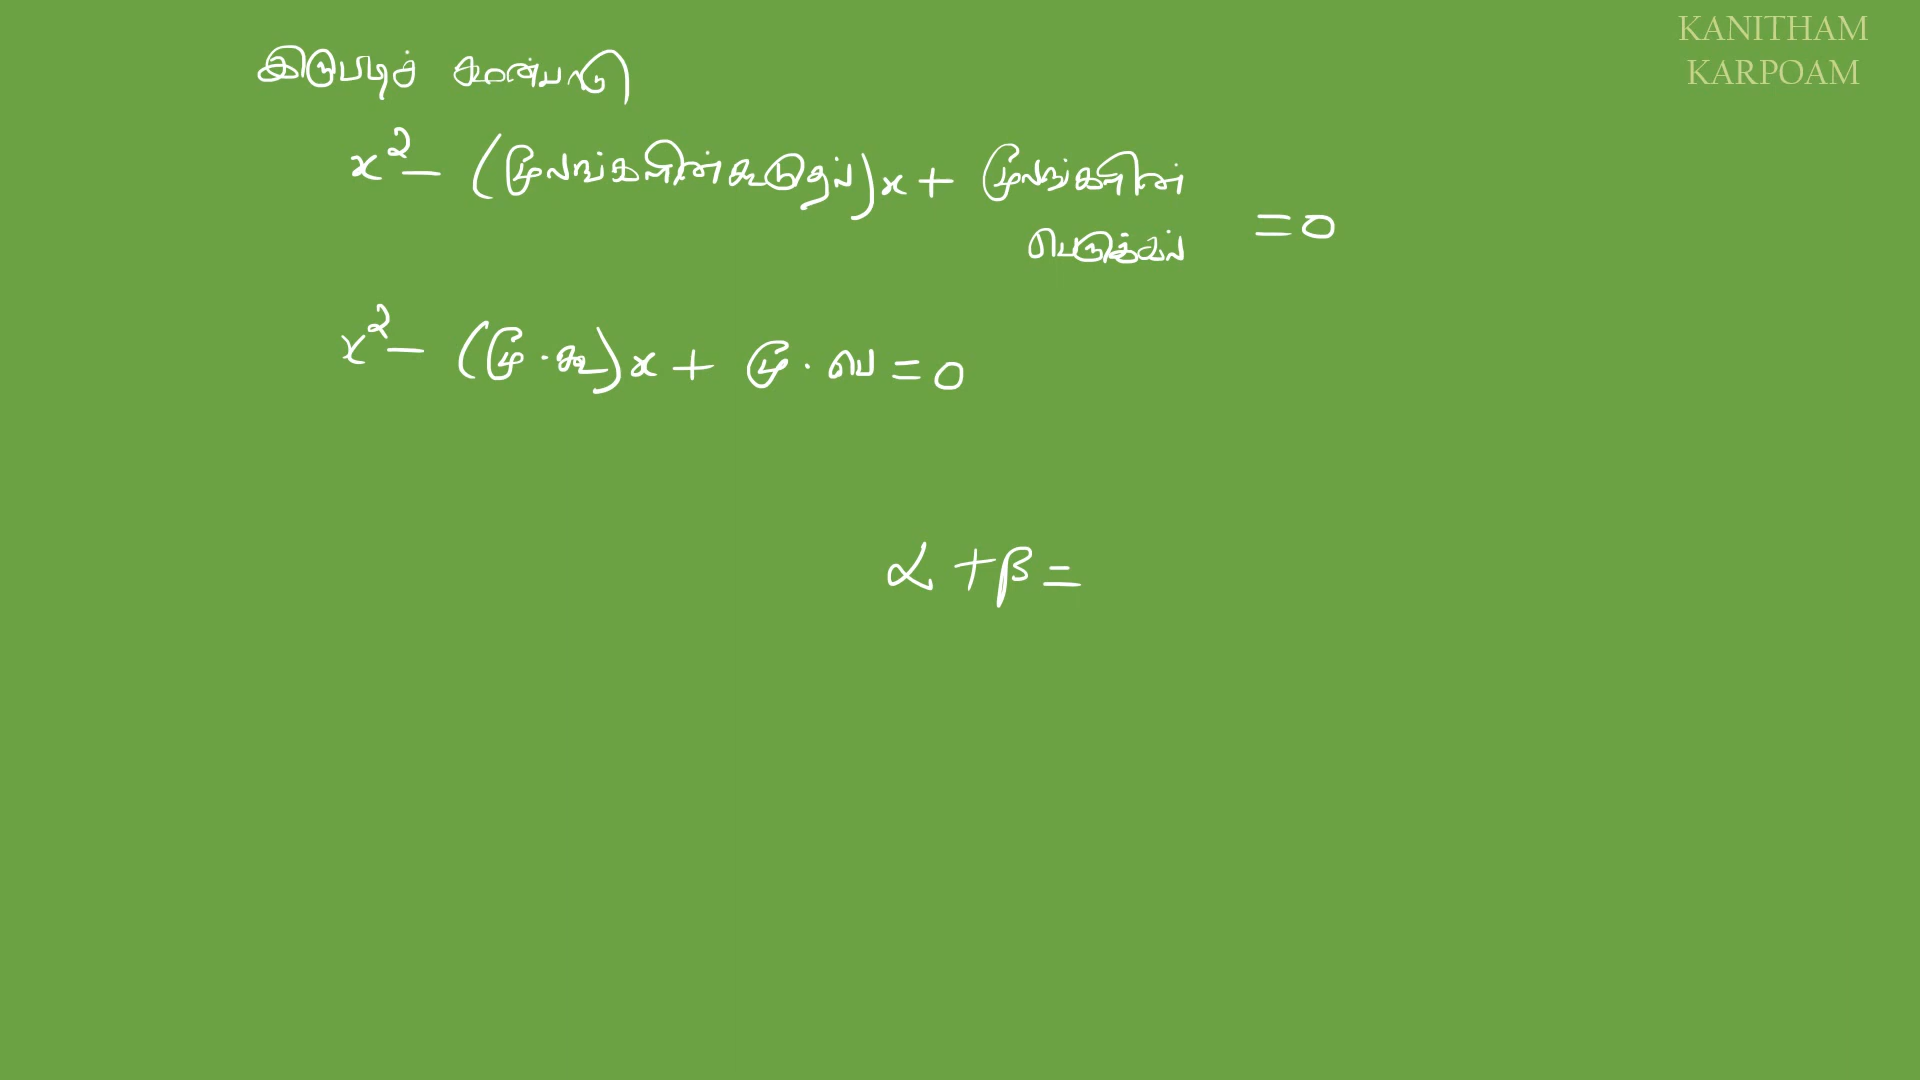 KANITHAM
KARPOAM
இருபடிச் சமன்பாடு
x² - (மூலங்களின் கூடுதல்) x + மூலங்களின்
பெருக்கல் = 0
x² - (மூ . கூ) x + மூ . பெ = 0
α + β =